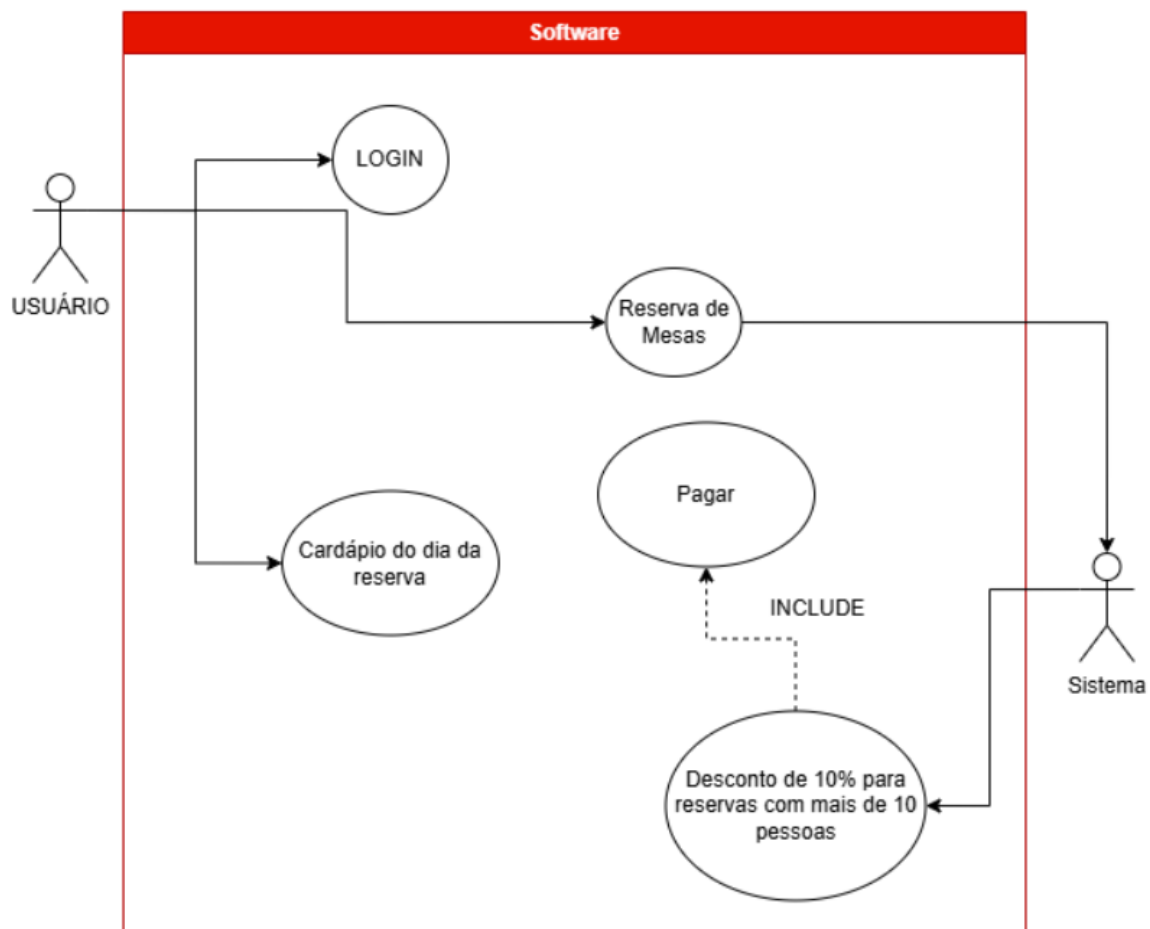 Software
LOGIN
USUÁRIO
Reserva de
Mesas
Pagar
Cardápio do dia da
reserva
INCLUDE
Sistema
Desconto de 10% para
reservas com mais de 10
pessoas